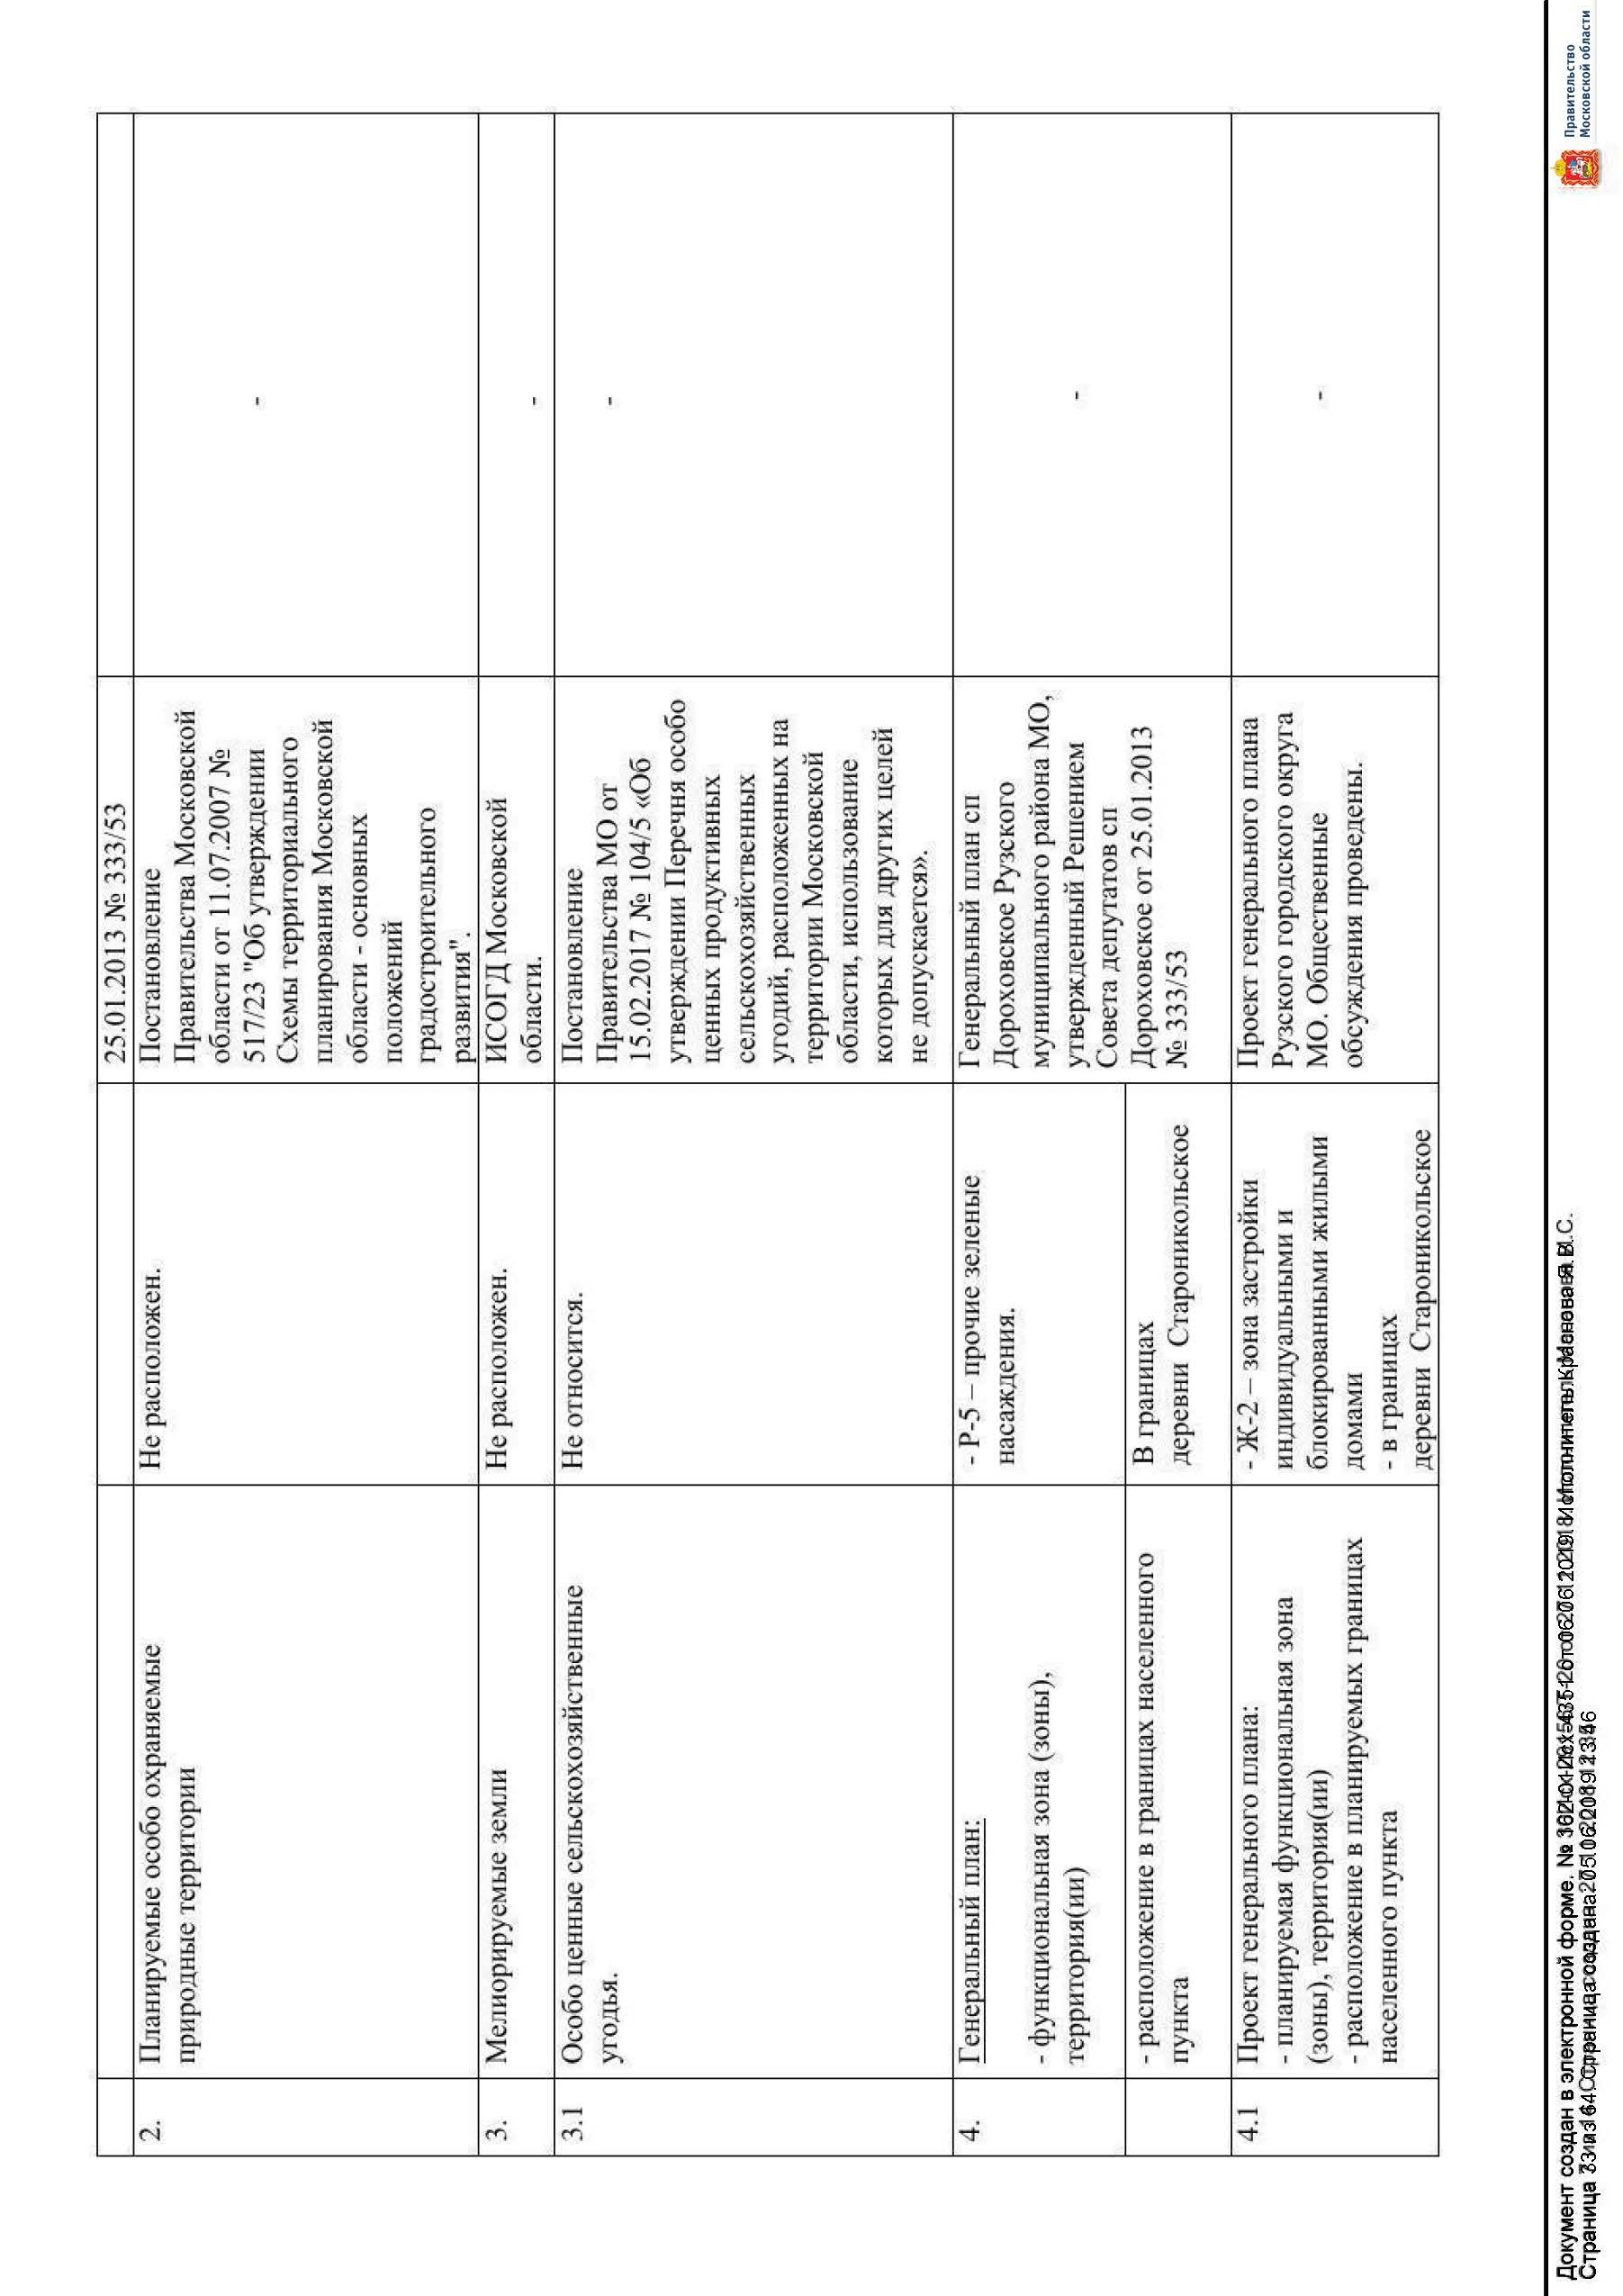 25.01.2013 № 333/53
2.
Планируемые особо охраняемые
природные территории
Не расположен.
Постановление
Правительства Московской
области от 11.07.2007 №
517/23 "Об утверждении
Схемы территориального
планирования Московской
области - основных
положений
градостроительного
развития".
-
3.
Мелиорируемые земли
Не расположен.
ИСОГД Московской
области.
-
3.1
Особо ценные сельскохозяйственные
угодья.
Не относится.
Постановление
Правительства МО от
15.02.2017 № 104/5 «Об
утверждении Перечня особо
ценных продуктивных
сельскохозяйственных
угодий, расположенных на
территории Московской
области, использование
которых для других целей
не допускается».
-
4.
Генеральный план:
- функциональная зона (зоны),
территория(ии)
- Р-5 – прочие зеленые
насаждения.
Генеральный план сп
Дороховское Рузского
муниципального района МО,
утвержденный Решением
Совета депутатов сп
Дороховское от 25.01.2013
№ 333/53
-
- расположение в границах населенного
пункта
В границах
деревни Старониколькое
4.1
Проект генерального плана:
- планируемая функциональная зона
(зоны), территория(ии)
- расположение в планируемых границах
населенного пункта
- Ж-2 – зона застройки
индивидуальными и
блокированными жилыми
домами
- в границах
деревни Старониколькое
Проект генерального плана
Рузского городского округа
МО. Общественные
обсуждения проведены.
-
Документ создан в электронной форме. №
Страница
Правительство
Московской области